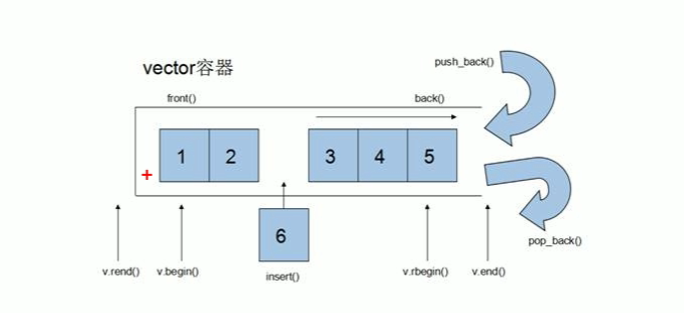 vector容器
push_back()
front()
back()
1 2 3 4 5
+
6
pop_back()
v.rend() v.begin() insert() v.rbegin() v.end()